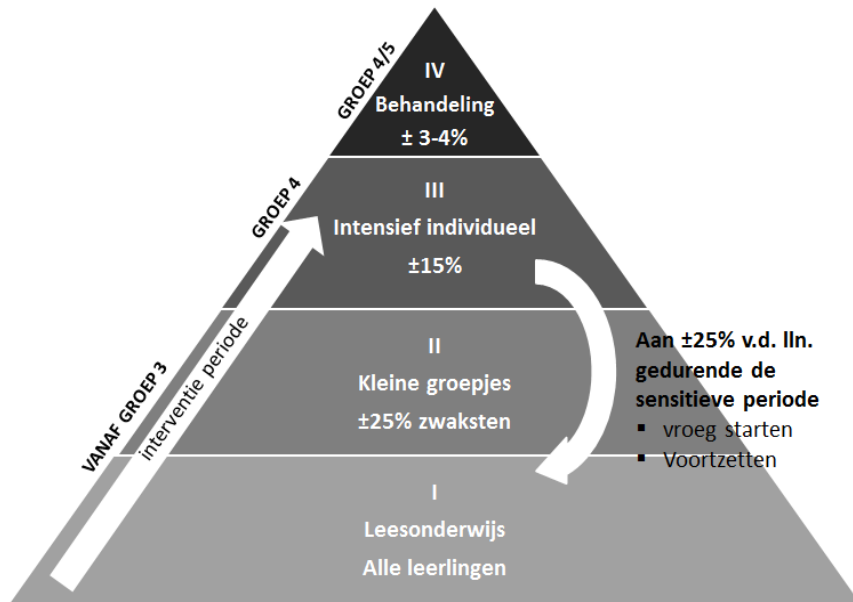 GROEP 4/5
IV
Behandeling
± 3-4%
GROEP 4
III
Intensief individueel
±15%
VANAF GROEP 3
interventie periode
II
Kleine groepjes
±25% zwaksten
Aan ±25% v.d. lln.
gedurende de
sensitieve periode
▪ vroeg starten
▪ Voortzetten
I
Leesonderwijs
Alle leerlingen